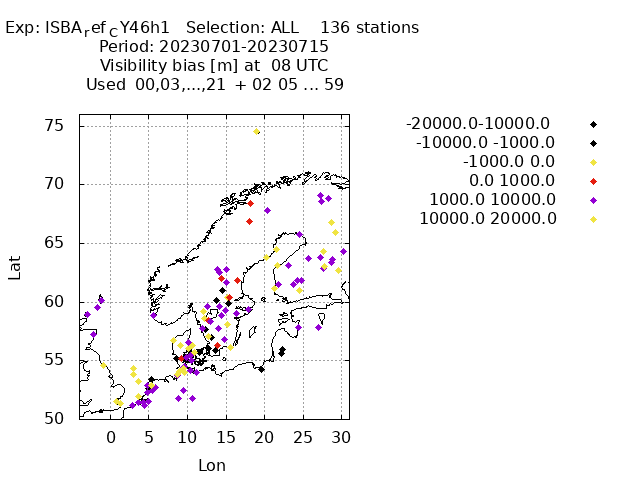 Exp: ISBAref CY46h1 Selection: ALL 136 stations
Period: 20230701-20230715
Visibility bias [m] at 08 UTC
Used 00,03,...,21 + 02 05 ... 59
-20000.0-10000.0
-10000.0 -1000.0
-1000.0 0.0
0.0 1000.0
1000.0 10000.0
10000.0 20000.0
75
70
65
60
55
50
Lat
0 5 10 15 20 25 30
Lon